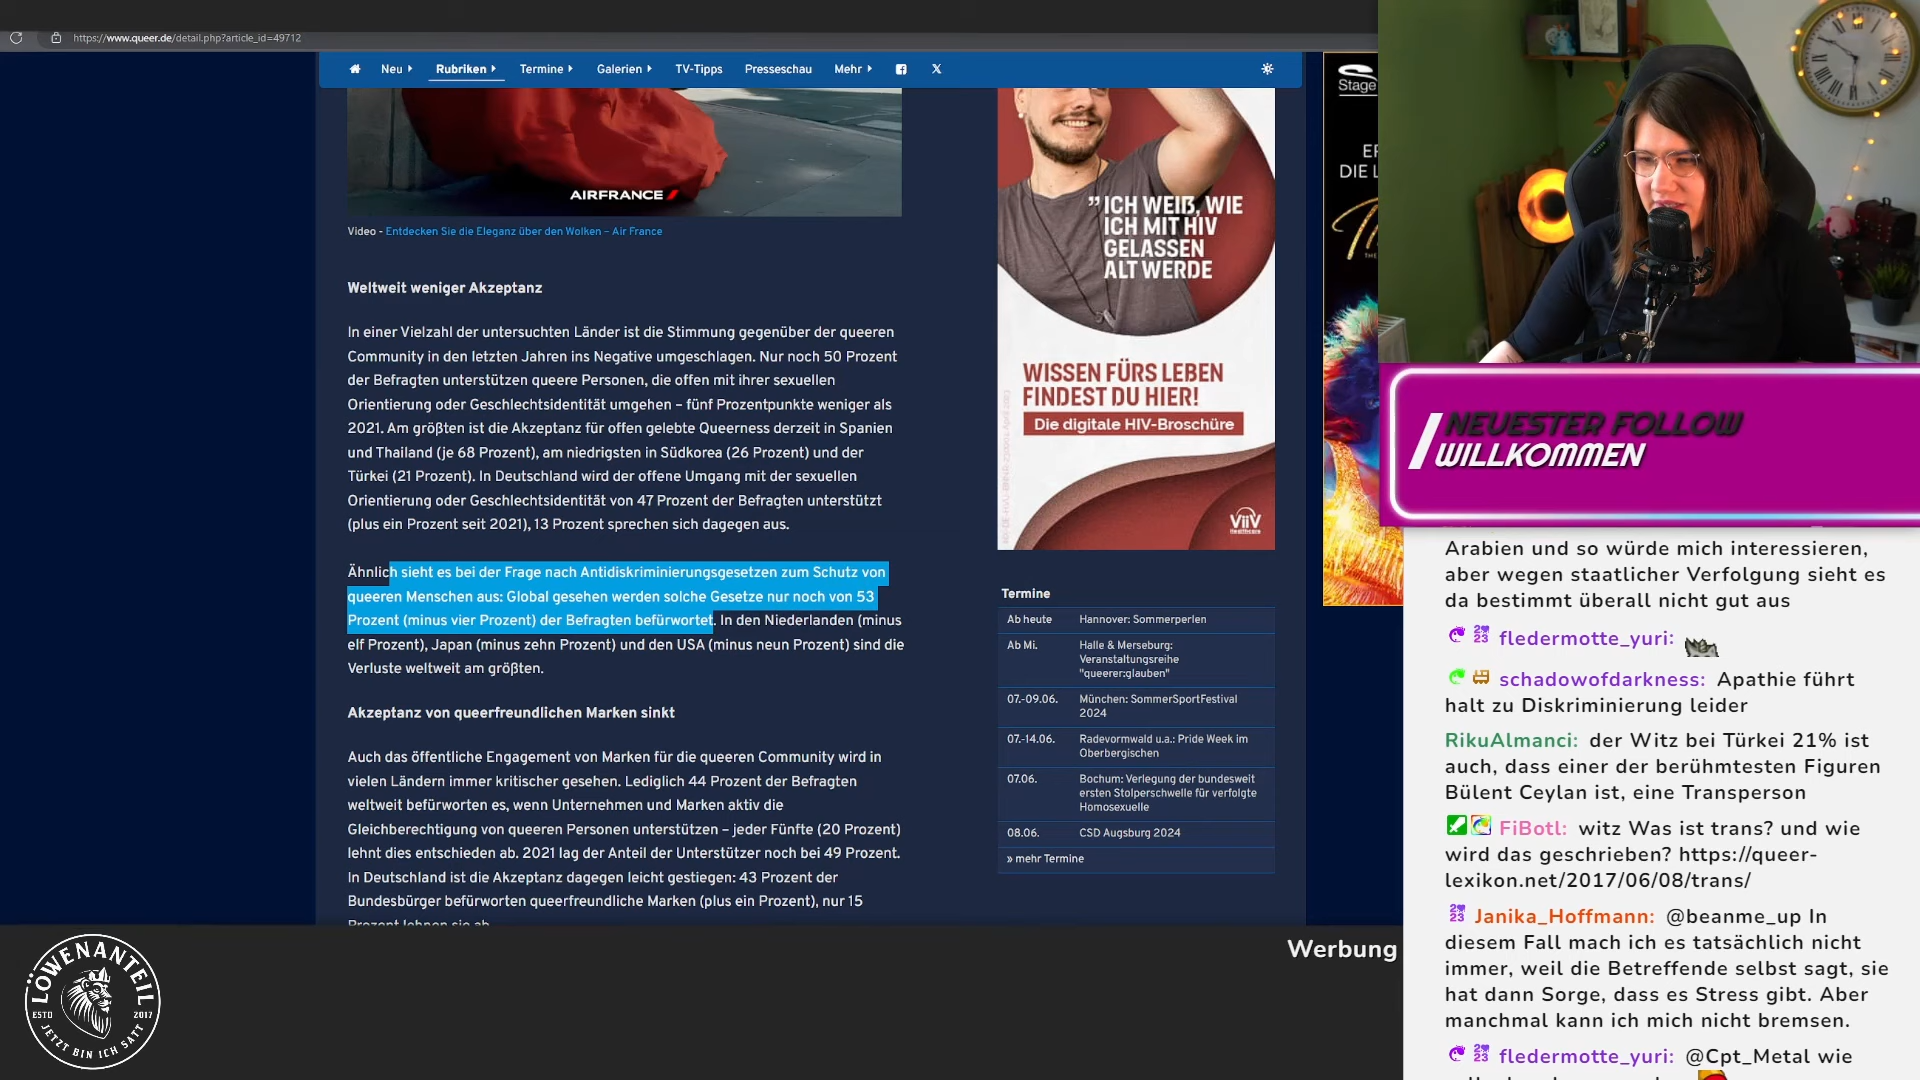 https://www.queer.de/detail.php?article_id=49712
Neu
Rubriken
Termine
Galerien
TV-Tipps
Presseschau
Mehr
AIRFRANCE
Video - Entdecken Sie die Eleganz über den Wolken – Air France
Weltweit weniger Akzeptanz
In einer Vielzahl der untersuchten Länder ist die Stimmung gegenüber der queeren
Community in den letzten Jahren ins Negative umgeschlagen. Nur noch 50 Prozent
der Befragten unterstützen queere Personen, die offen mit ihrer sexuellen
Orientierung oder Geschlechtsidentität umgehen – fünf Prozentpunkte weniger als
2021. Am größten ist die Akzeptanz für offen gelebte Queerness derzeit in Spanien
und Thailand (je 68 Prozent), am niedrigsten in Südkorea (26 Prozent) und der
Türkei (21 Prozent). In Deutschland wird der offene Umgang mit der sexuellen
Orientierung oder Geschlechtsidentität von 47 Prozent der Befragten unterstützt
(plus ein Prozent seit 2021), 13 Prozent sprechen sich dagegen aus.
Ähnlich sieht es bei der Frage nach Antidiskriminierungsgesetzen zum Schutz von
queeren Menschen aus: Global gesehen werden solche Gesetze nur noch von 53
Prozent (minus vier Prozent) der Befragten befürwortet. In den Niederlanden (minus
elf Prozent), Japan (minus zehn Prozent) und den USA (minus neun Prozent) sind die
Verluste weltweit am größten.
Akzeptanz von queerfreundlichen Marken sinkt
Auch das öffentliche Engagement von Marken für die queeren Community wird in
vielen Ländern immer kritischer gesehen. Lediglich 44 Prozent der Befragten
weltweit befürworten es, wenn Unternehmen und Marken aktiv die
Gleichberechtigung von queeren Personen unterstützen – jeder Fünfte (20 Prozent)
lehnt dies entschieden ab. 2021 lag der Anteil der Unterstützer noch bei 49 Prozent.
In Deutschland ist die Akzeptanz dagegen leicht gestiegen: 43 Prozent der
Bundesbürger befürworten queerfreundliche Marken (plus ein Prozent), nur 15
Prozent lehnen sie ab.
"ICH WEIß, WIE
ICH MIT HIV
GELASSEN
ALT WERDE
WISSEN FÜRS LEBEN
FINDEST DU HIER!
Die digitale HIV-Broschüre
ViiV
Healthcare
Termine
Ab heute
Hannover: Sommerperlen
Ab Mi.
Halle & Merseburg:
Veranstaltungsreihe
"queerer:glauben"
07.-09.06.
München: SommerSportFestival
2024
07.-14.06.
Radevormwald u.a.: Pride Week im
Oberbergischen
07.06.
Bochum: Verlegung der bundesweit
ersten Stolperschwelle für verfolgte
Homosexuelle
08.06.
CSD Augsburg 2024
» mehr Termine
Stage
DIE L
NEUESTER FOLLOW
WILLKOMMEN
Arabien und so würde mich interessieren,
aber wegen staatlicher Verfolgung sieht es
da bestimmt überall nicht gut aus
fledermotte_yuri:
schadowofdarkness: Apathie führt
halt zu Diskriminierung leider
RikuAlmanci: der Witz bei Türkei 21% ist
auch, dass einer der berühmtesten Figuren
Bülent Ceylan ist, eine Transperson
FiBotl: witz Was ist trans? und wie
wird das geschrieben? https://queer-
lexikon.net/2017/06/08/trans/
Janika_Hoffmann: @beanme_up In
diesem Fall mach ich es tatsächlich nicht
immer, weil die Betreffende selbst sagt, sie
hat dann Sorge, dass es Stress gibt. Aber
manchmal kann ich mich nicht bremsen.
fledermotte_yuri: @Cpt_Metal wie
Werbung
LÖWENANTEIL
ESTD 2017
JETZT BIN ICH SATT